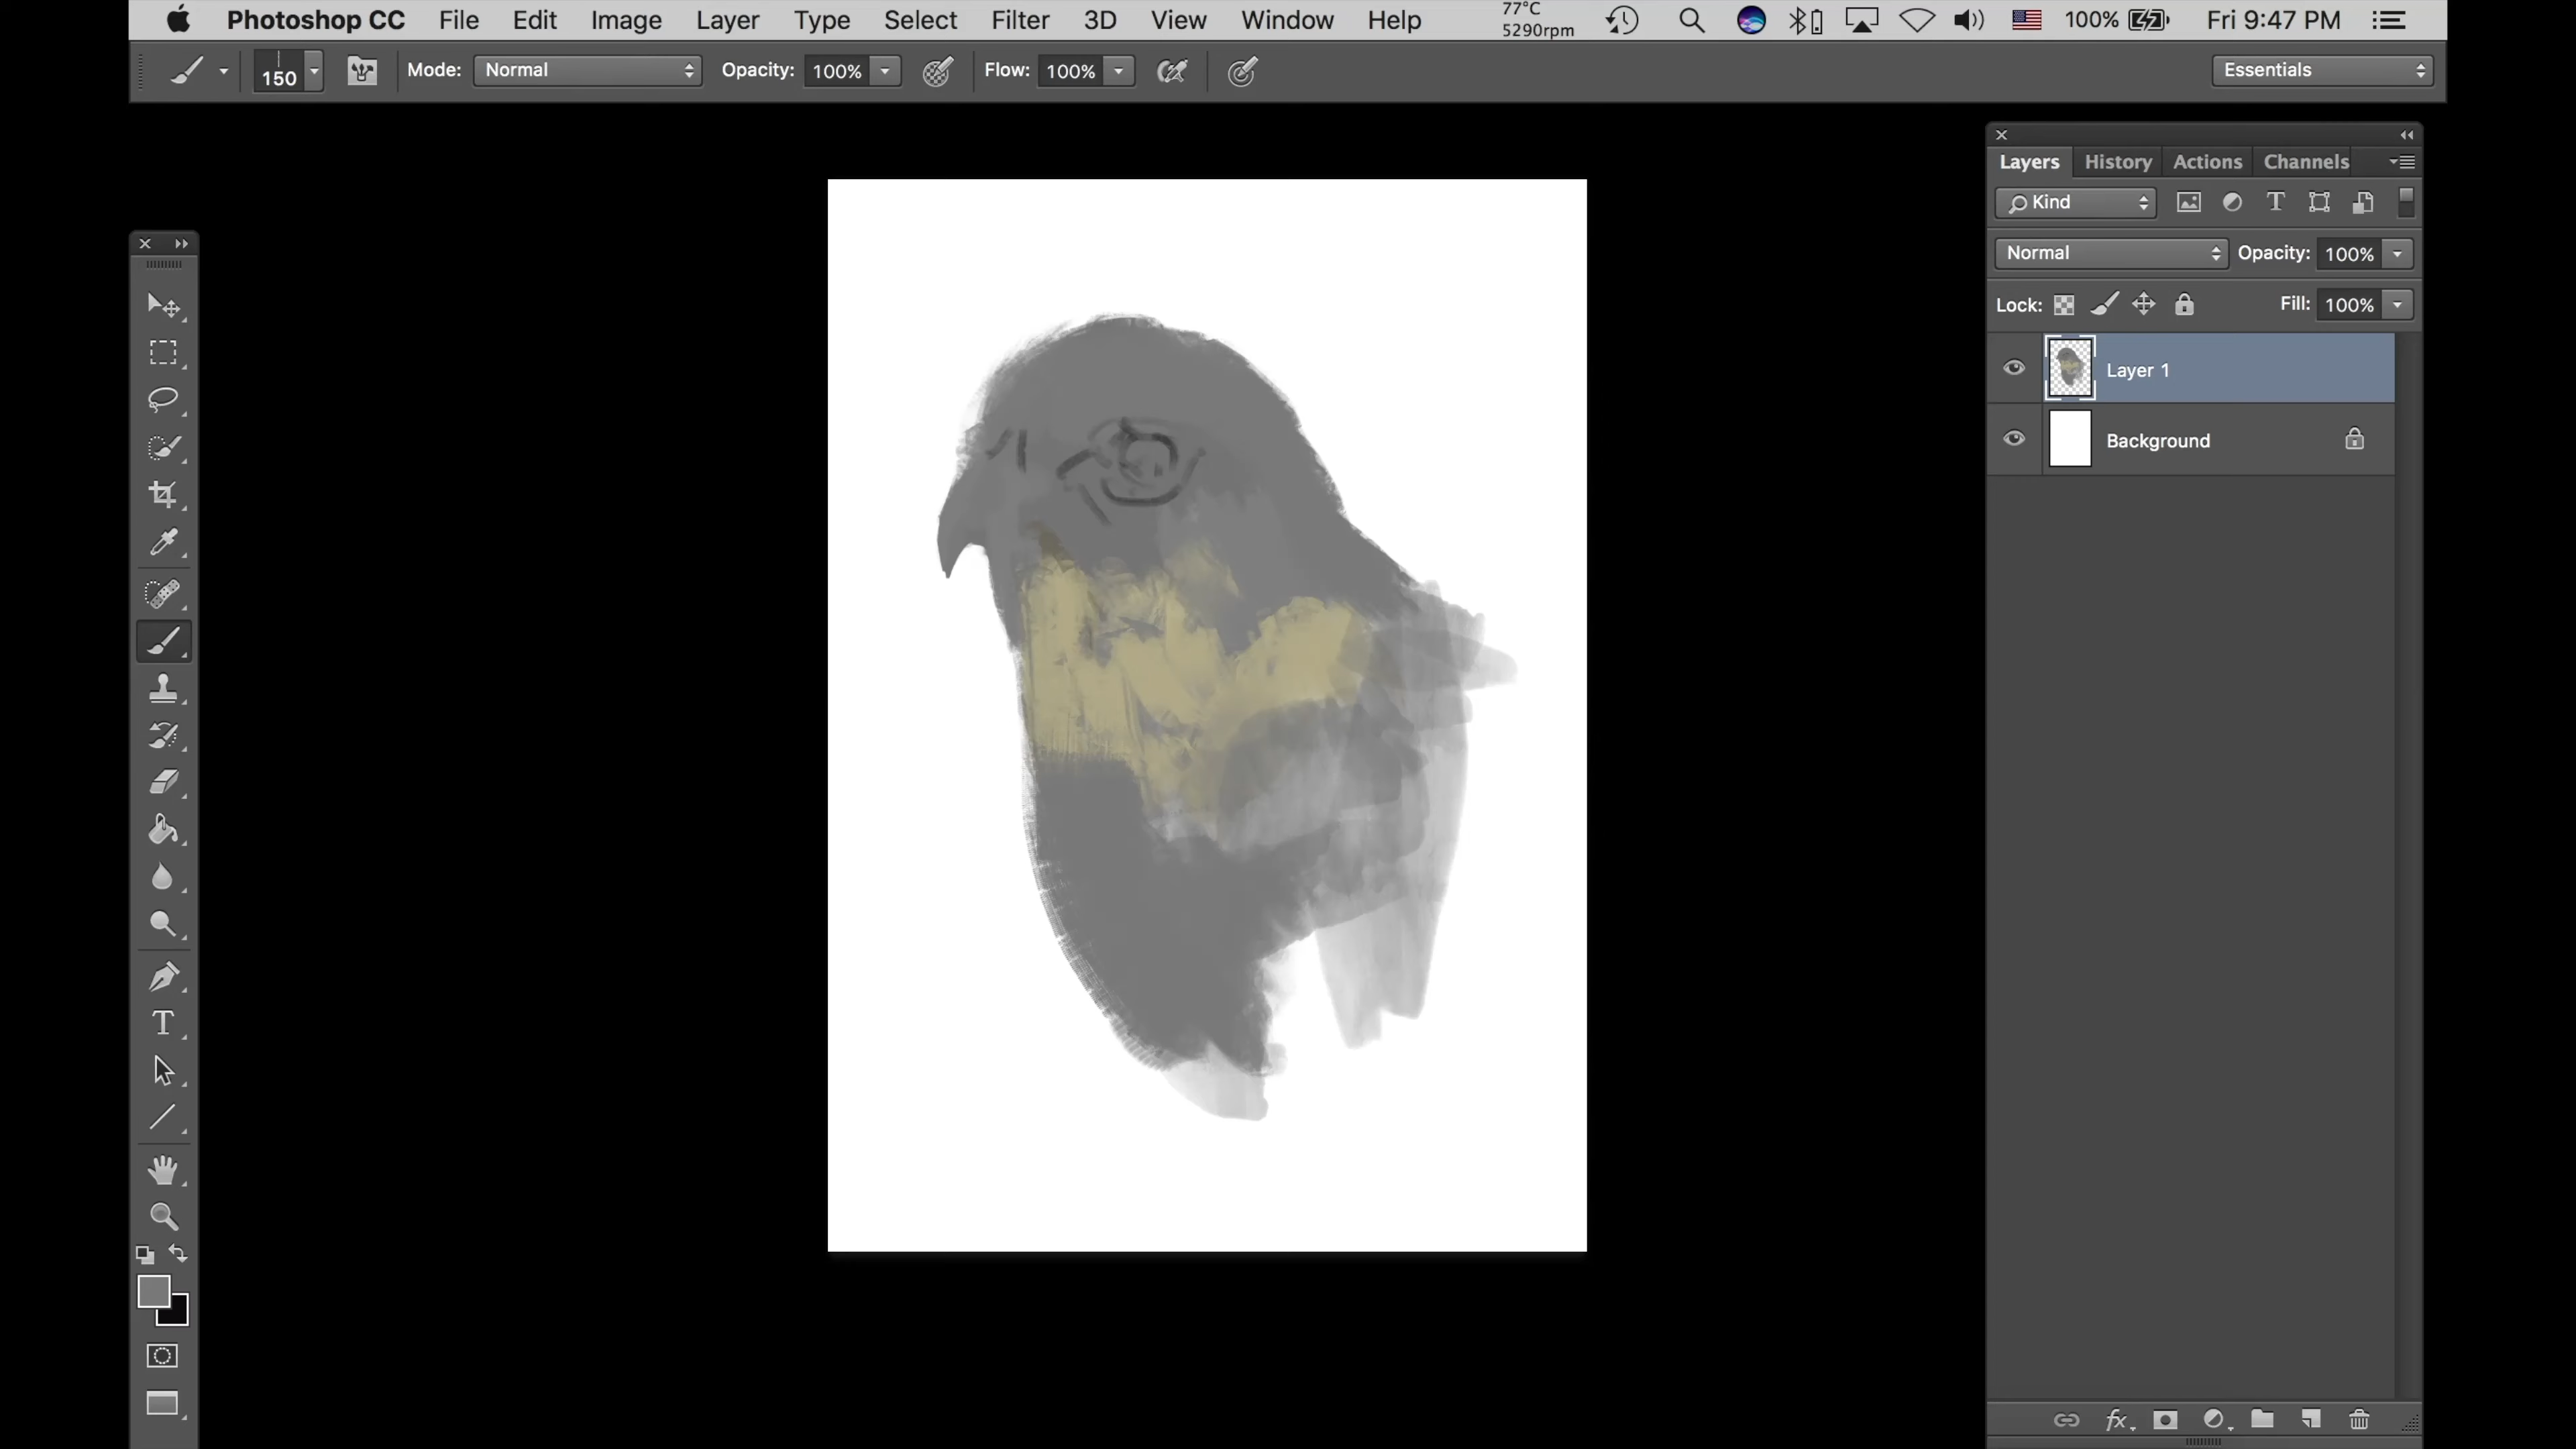 Photoshop CC File Edit Image Layer Type Select Filter 3D View Window Help 77°C 5290rpm 100% Fri 9:47 PM
150 Mode: Normal Opacity: 100% Flow: 100% Essentials
Layers History Actions Channels
Kind
Normal Opacity: 100%
Lock: Fill: 100%
Layer 1
Background
fx